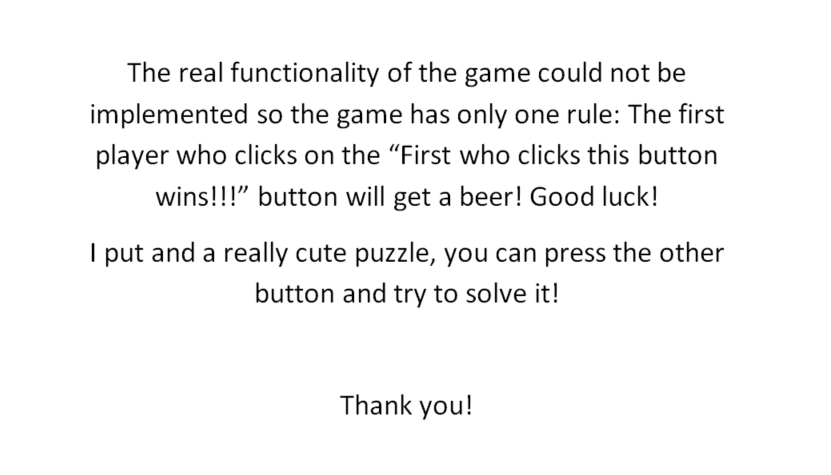 The real functionality of the game could not be
implemented so the game has only one rule: The first
player who clicks on the “First who clicks this button
wins!!!” button will get a beer! Good luck!
I put and a really cute puzzle, you can press the other
button and try to solve it!
Thank you!